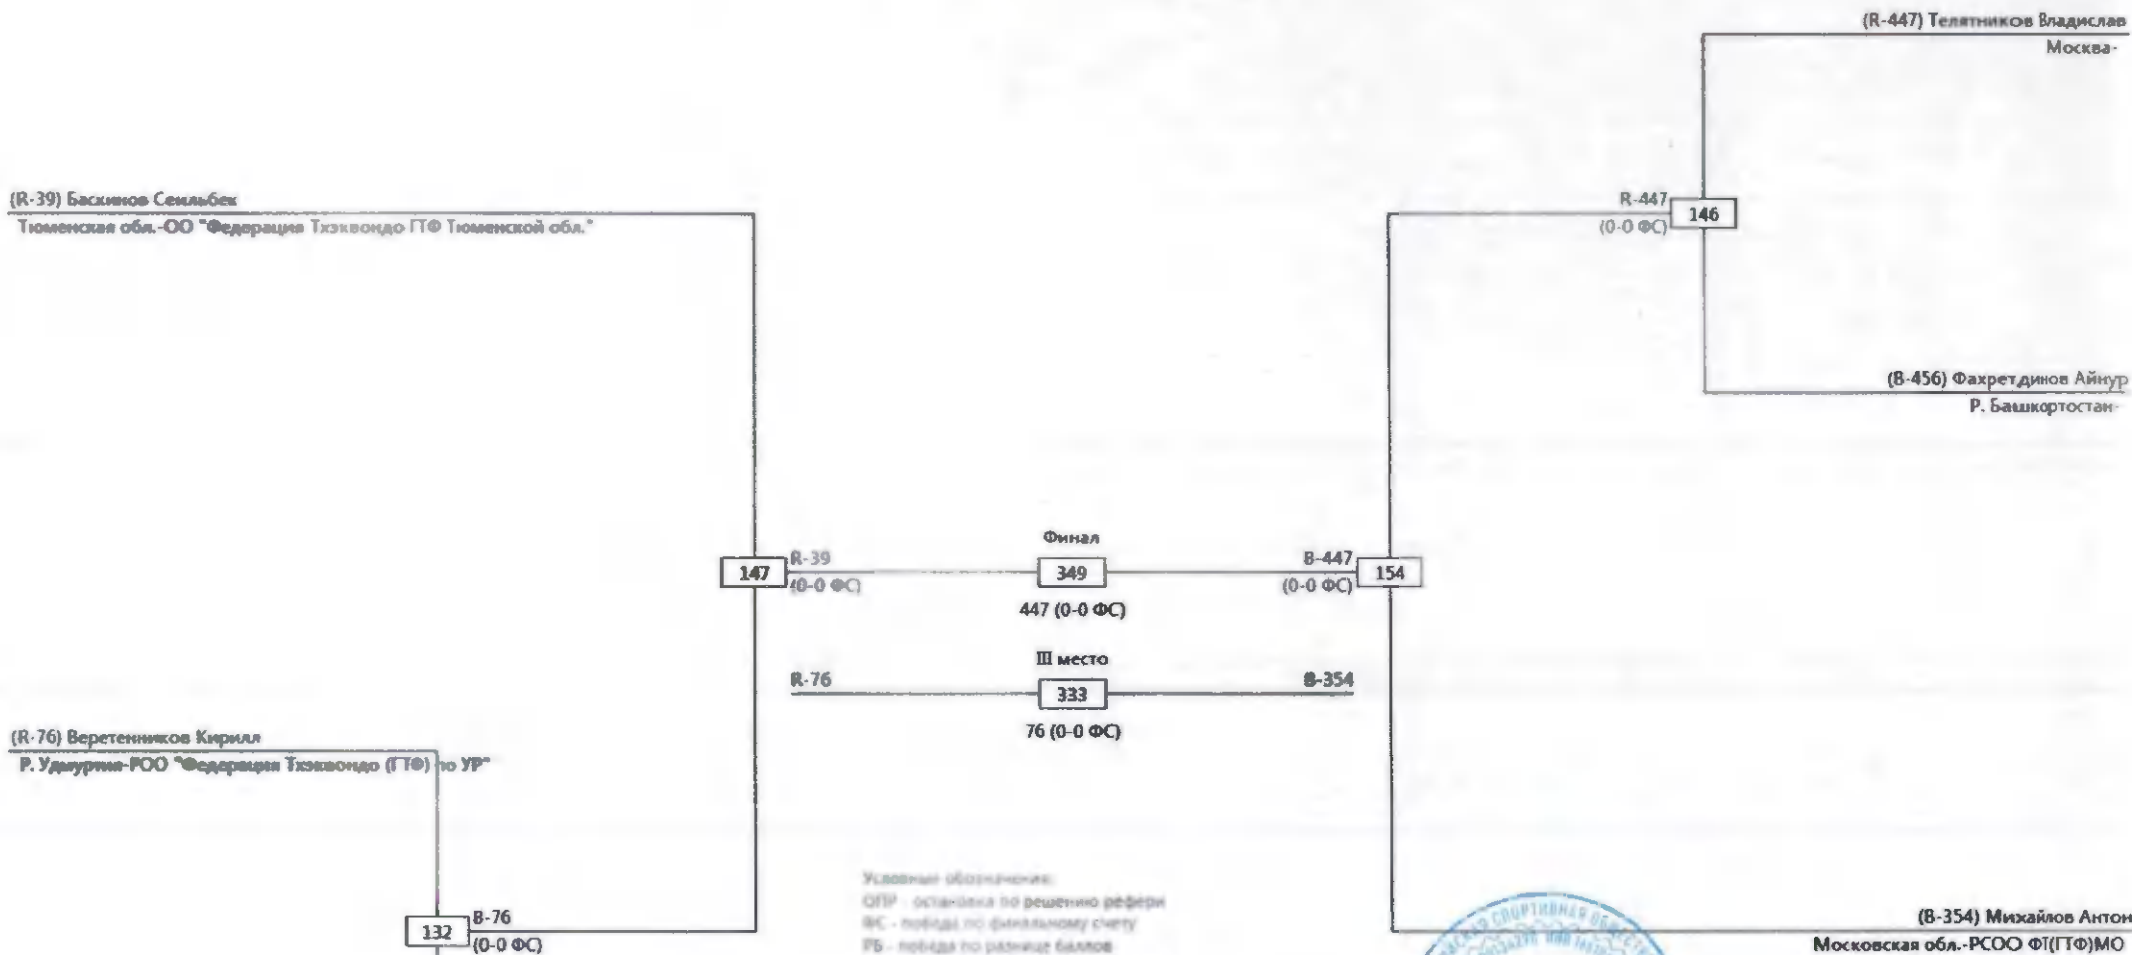 (R-447) Телятников Владислав
Москва-
(R-39) Баскинов Сеильбек
Тюменская обл.-ОО "Федерация Тхэквондо ГТФ Тюменской обл."
R-447
146
(0-0 ФС)
(B-456) Фахретдинов Айнур
Р. Башкортостан-
Финал
147
R-39
(0-0 ФС)
349
B-447
(0-0 ФС)
154
447 (0-0 ФС)
III место
R-76
333
B-354
76 (0-0 ФС)
(R-76) Веретенников Кирилл
Р. Удмуртия-РОО "Федерация Тхэквондо (ГТФ) по УР"
Условные обозначения:
ОПР - остановка по решению рефери
ФС - победа по финальному счету
РБ - победа по разнице баллов
132
B-76
(0-0 ФС)
СПОРТИВНАЯ
(B-354) Михайлов Антон
Московская обл.-РСОО ФТ(ГТФ)МО